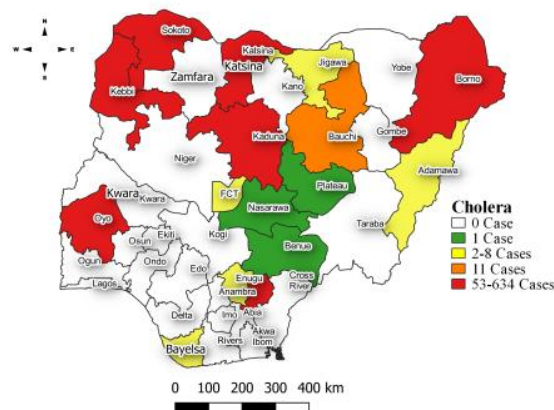 N
W
E
S
Sokoto
Katsina
Jigawa
Yobe
Borno
Zamfara
Katsina
Kano
Kebbi
Kaduna
Bauchi
Gombe
Niger
Adamawa
FCT
Plateau
Kwara
Kwara
Nasarawa
Oyo
Taraba
Kogi
Osun
Ekiti
Benue
Ogun
Ondo
Edo
Enugu
Cross
River
Lagos
Anambra
Delta
Imo
Abia
Akwa
Ibom
Bayelsa
Rivers
Cholera
0 Case
1 Case
2-8 Cases
11 Cases
53-634 Cases
0 100 200 300 400 km